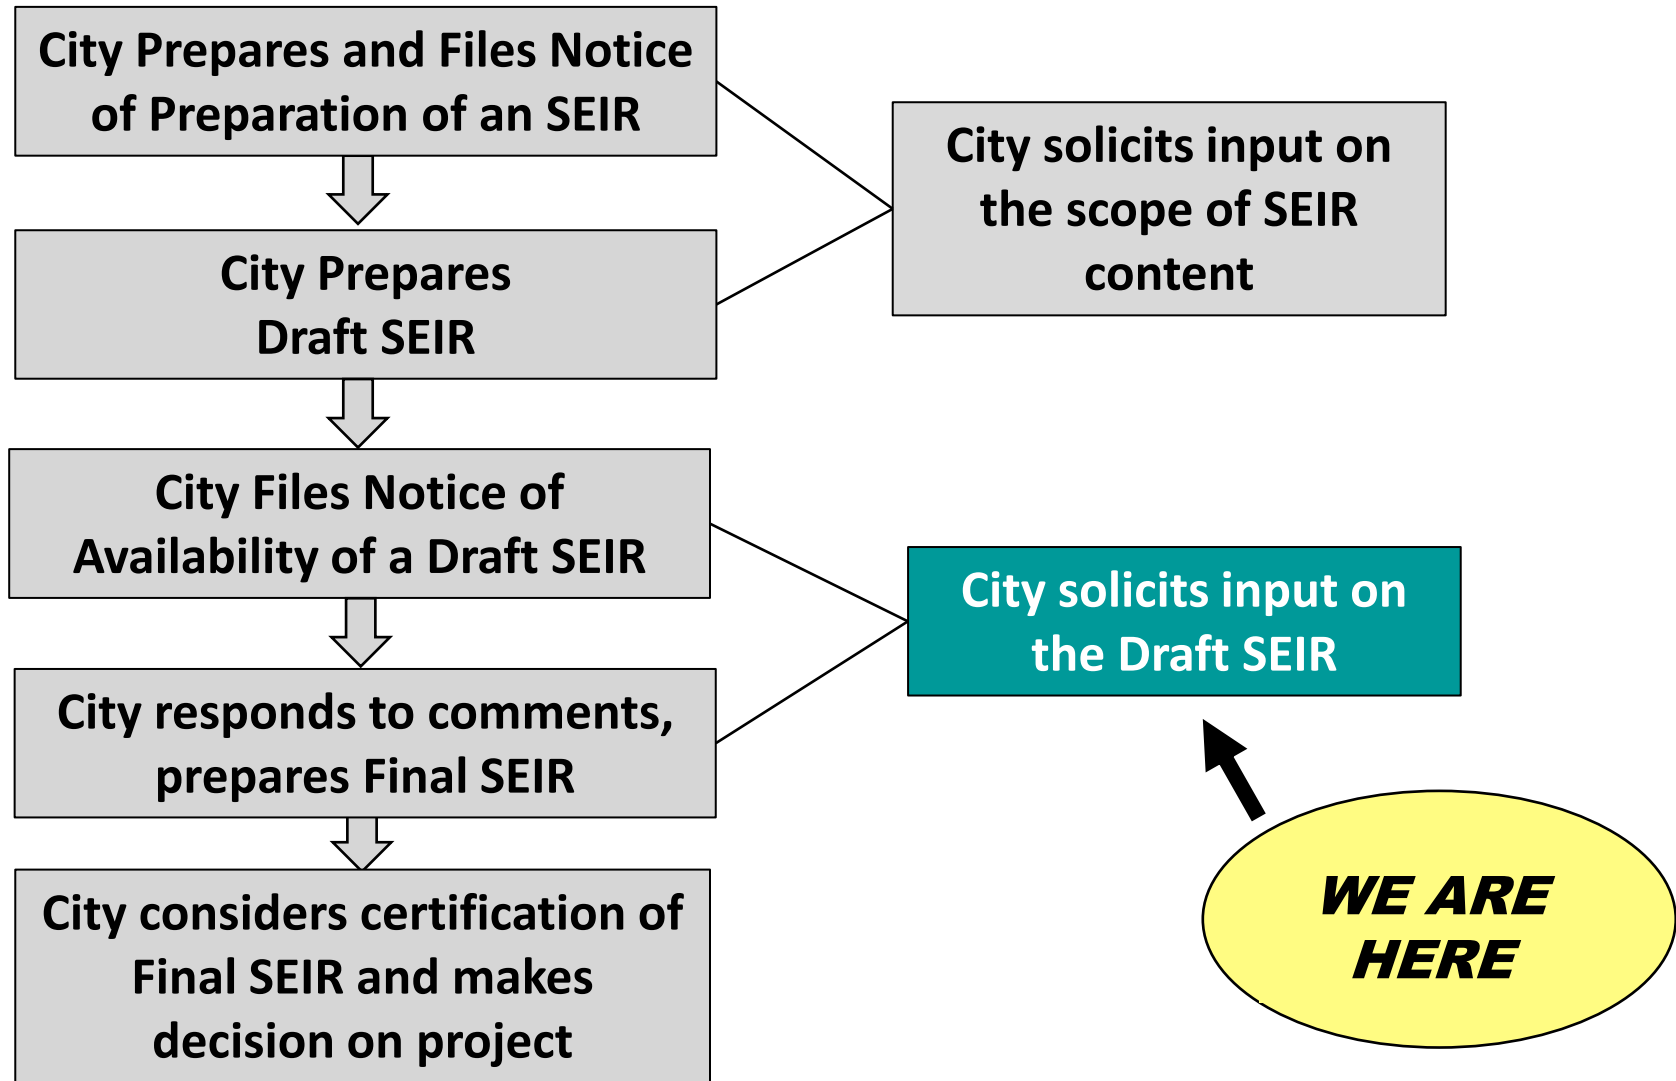 City Prepares and Files Notice
of Preparation of an SEIR
City solicits input on
the scope of SEIR
content
City Prepares
Draft SEIR
City Files Notice of
Availability of a Draft SEIR
City solicits input on
the Draft SEIR
City responds to comments,
prepares Final SEIR
City considers certification of
Final SEIR and makes
decision on project
WE ARE
HERE